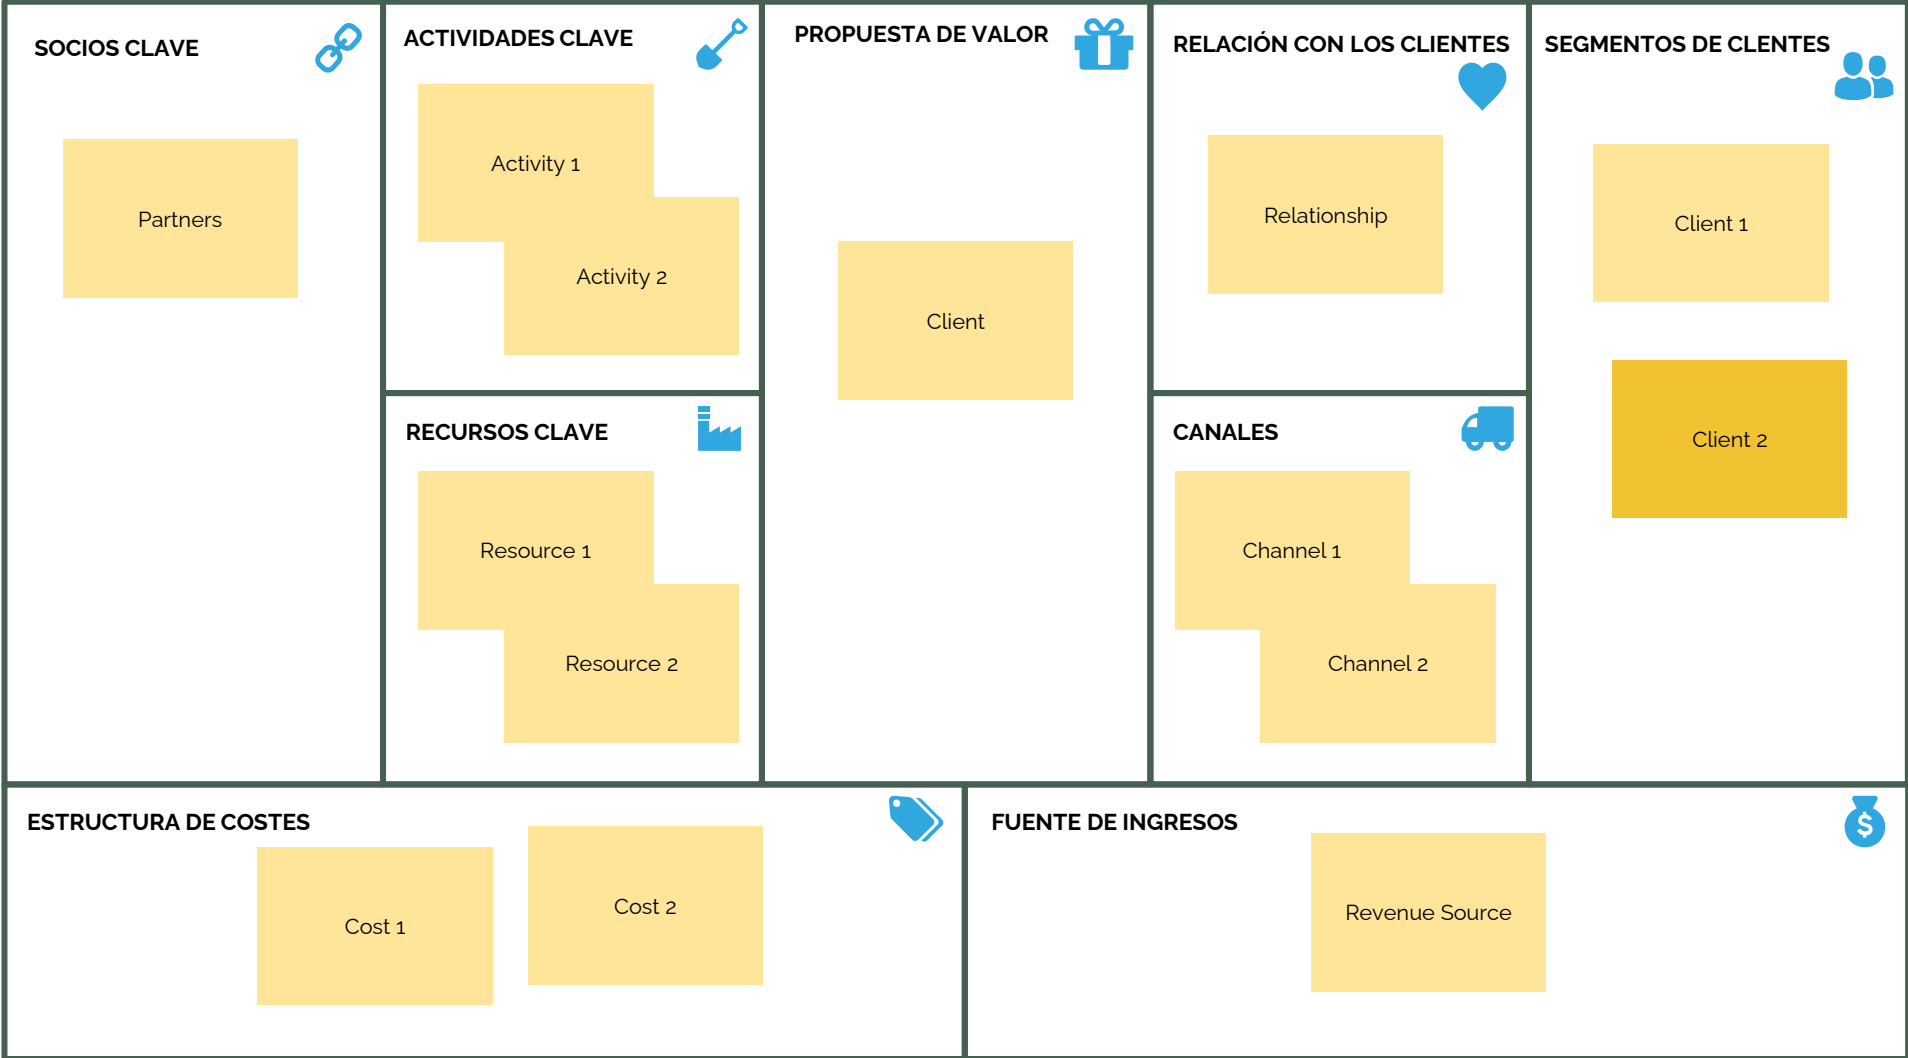 SOCIOS CLAVE
Partners
ACTIVIDADES CLAVE
Activity 1
Activity 2
RECURSOS CLAVE
Resource 1
Resource 2
PROPUESTA DE VALOR
Client
RELACIÓN CON LOS CLIENTES
Relationship
CANALES
Channel 1
Channel 2
SEGMENTOS DE CLENTES
Client 1
Client 2
ESTRUCTURA DE COSTES
Cost 1
Cost 2
FUENTE DE INGRESOS
$
Revenue Source